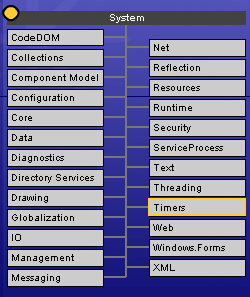 System
CodeDOM
Collections
Component Model
Configuration
Core
Data
Diagnostics
Directory Services
Drawing
Globalization
IO
Management
Messaging
Net
Reflection
Resources
Runtime
Security
ServiceProcess
Text
Threading
Timers
Web
Windows.Forms
XML